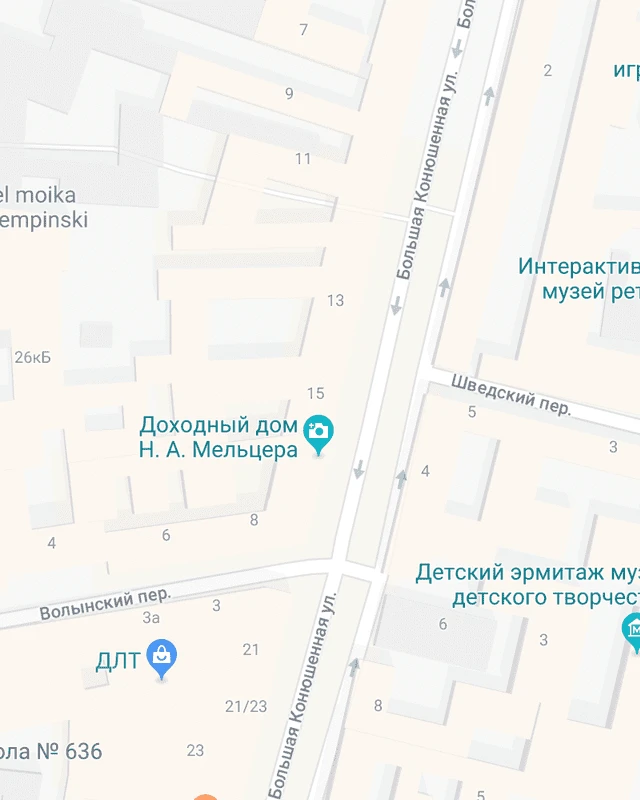 Бол
7
2
игр
9
Большая Конюшенная ул.
11
el moika
empinski
Интерактив
музей рет
13
26кБ
Шведский пер.
15
5
Доходный дом
Н. А. Мельцера
3
4
8
6
4
Детский эрмитаж муз
детского творчест
Волынский пер.
3
3а
6
3
21
ДЛТ
Большая Конюшенная ул.
21/23
8
ола № 636
23
5